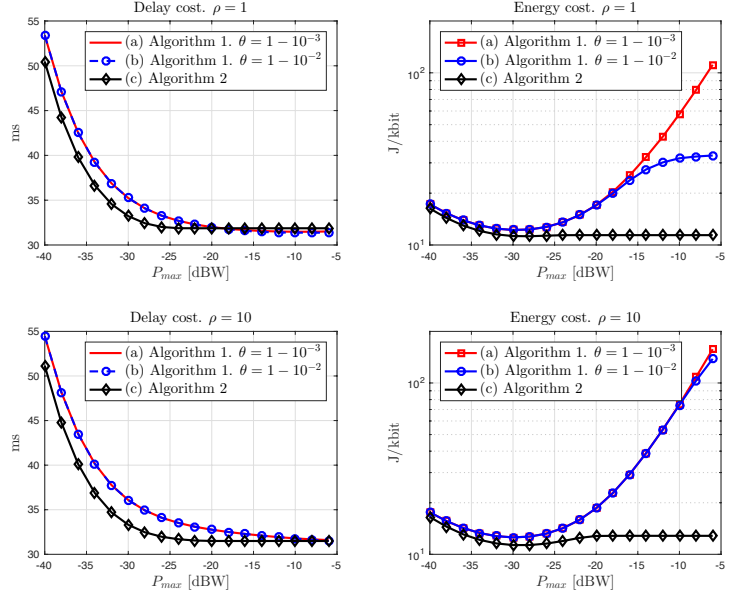 Delay cost. ρ = 1
55
50
45
40
35
30
ms
(a) Algorithm 1. θ = 1 − 10⁻³
(b) Algorithm 1. θ = 1 − 10⁻²
(c) Algorithm 2
-40 -35 -30 -25 -20 -15 -10 -5
P_max [dBW]
Energy cost. ρ = 1
10²
10¹
J/kbit
(a) Algorithm 1. θ = 1 − 10⁻³
(b) Algorithm 1. θ = 1 − 10⁻²
(c) Algorithm 2
-40 -35 -30 -25 -20 -15 -10 -5
P_max [dBW]
Delay cost. ρ = 10
55
50
45
40
35
30
ms
(a) Algorithm 1. θ = 1 − 10⁻³
(b) Algorithm 1. θ = 1 − 10⁻²
(c) Algorithm 2
-40 -35 -30 -25 -20 -15 -10 -5
P_max [dBW]
Energy cost. ρ = 10
10²
10¹
J/kbit
(a) Algorithm 1. θ = 1 − 10⁻³
(b) Algorithm 1. θ = 1 − 10⁻²
(c) Algorithm 2
-40 -35 -30 -25 -20 -15 -10 -5
P_max [dBW]